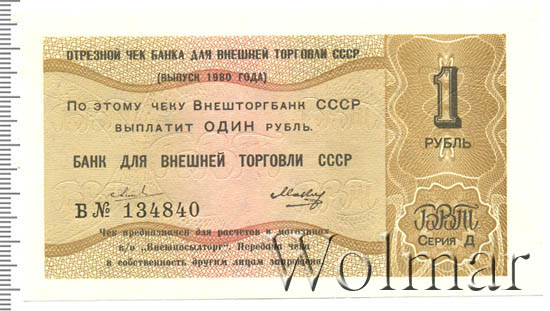 ОТРЕЗНОЙ ЧЕК БАНКА ДЛЯ ВНЕШНЕЙ ТОРГОВЛИ СССР
(ВЫПУСК 1980 ГОДА)
ПО ЭТОМУ ЧЕКУ ВНЕШТОРГБАНК СССР
ВЫПЛАТИТ ОДИН РУБЛЬ.
БАНК ДЛЯ ВНЕШНЕЙ ТОРГОВЛИ СССР
В№ 134840
Чек предназначен для расчетов в магазинах
в/о „Внешпосылторг". Передача чека
в собственность другим лицам запрещена.
1
РУБЛЬ
ВРТ
СЕРИЯ Д
Wolmar